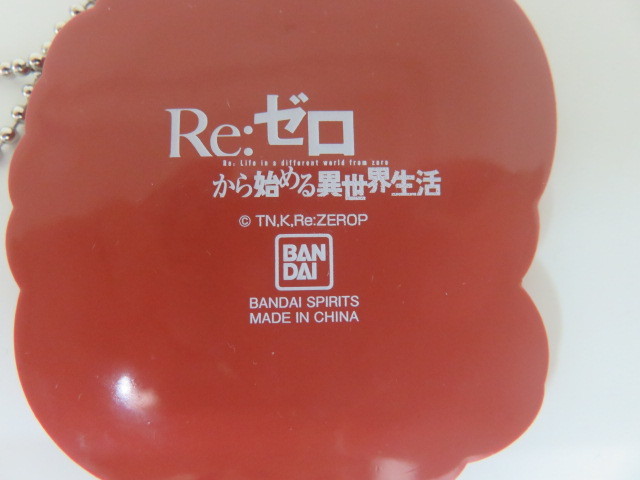 Re:ゼロ
Re. Life in a different world from zero
から始める異世界生活
© TN,K,Re:ZEROP
BAN
DAI
BANDAI SPIRITS
MADE IN CHINA